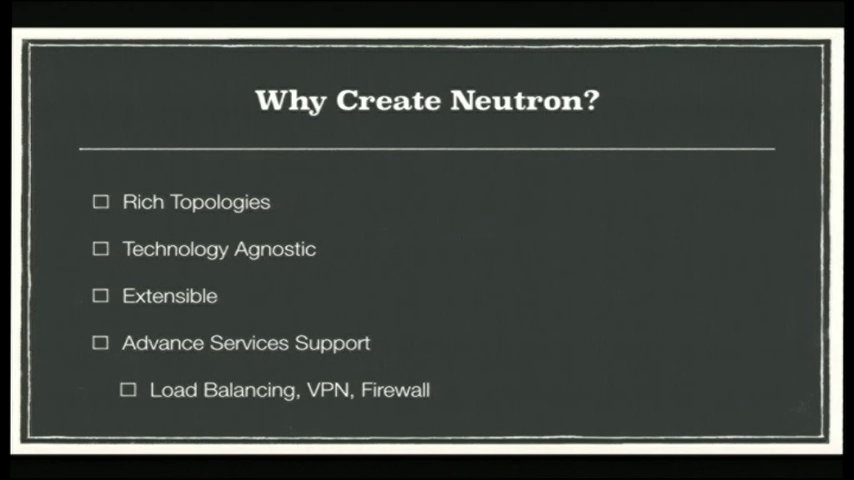 Why Create Neutron?
Rich Topologies
Technology Agnostic
Extensible
Advance Services Support
Load Balancing, VPN, Firewall